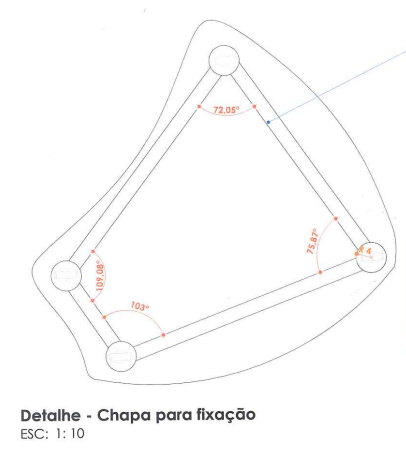 72,05°
75,87°
4
109,08°
103°
Detalhe - Chapa para fixação
ESC: 1: 10